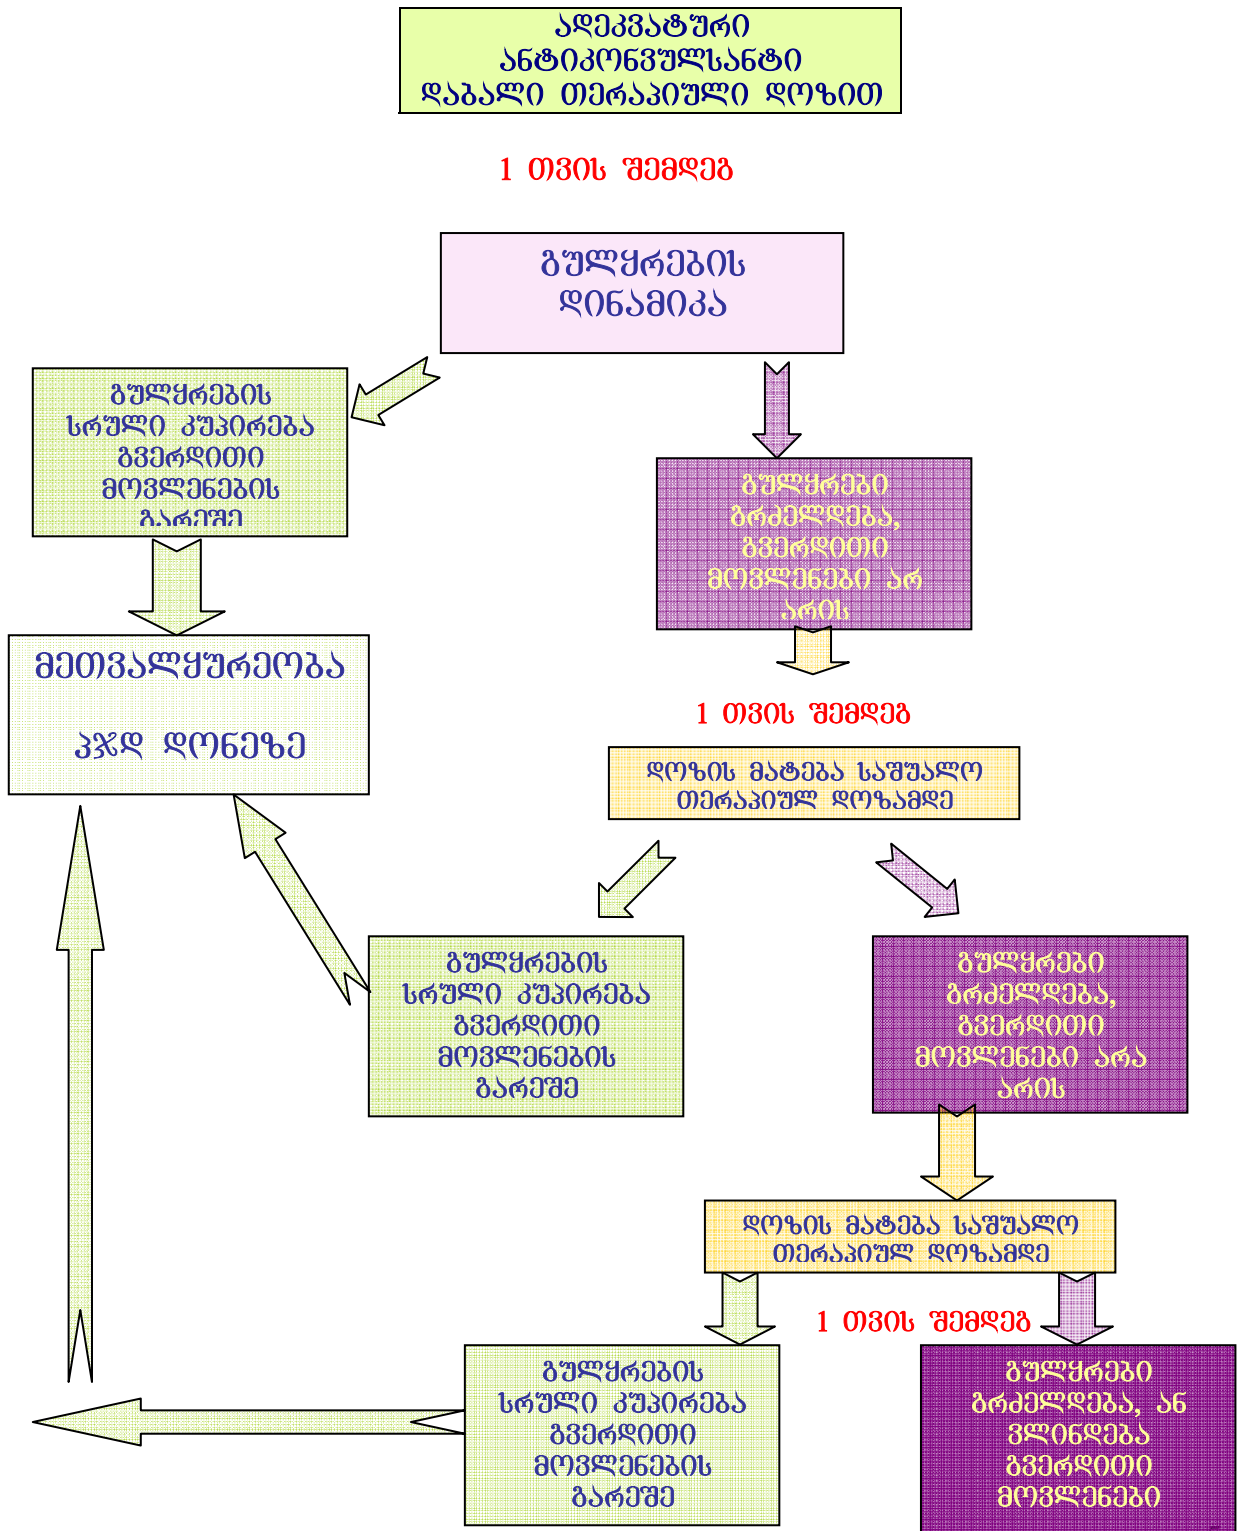 ადეკვატური
ანტიკონვულსანტი
დაბალი თერაპიული დოზით
1 თვის შემდეგ
გულყრების
დინამიკა
გულყრების
სრული კუპირება
გვერდითი
მოვლენების
გარეშე
გულყრები
გრძელდება,
გვერდითი
მოვლენები არ
არის
მეთვალყურეობა
პჯდ დონეზე
1 თვის შემდეგ
დოზის მატება საშუალო
თერაპიულ დოზამდე
გულყრების
სრული კუპირება
გვერდითი
მოვლენების
გარეშე
გულყრები
გრძელდება,
გვერდითი
მოვლენები არა
არის
დოზის მატება საშუალო
თერაპიულ დოზამდე
1 თვის შემდეგ
გულყრების
სრული კუპირება
გვერდითი
მოვლენების
გარეშე
გულყრები
გრძელდება, ან
ვლინდება
გვერდითი
მოვლენები